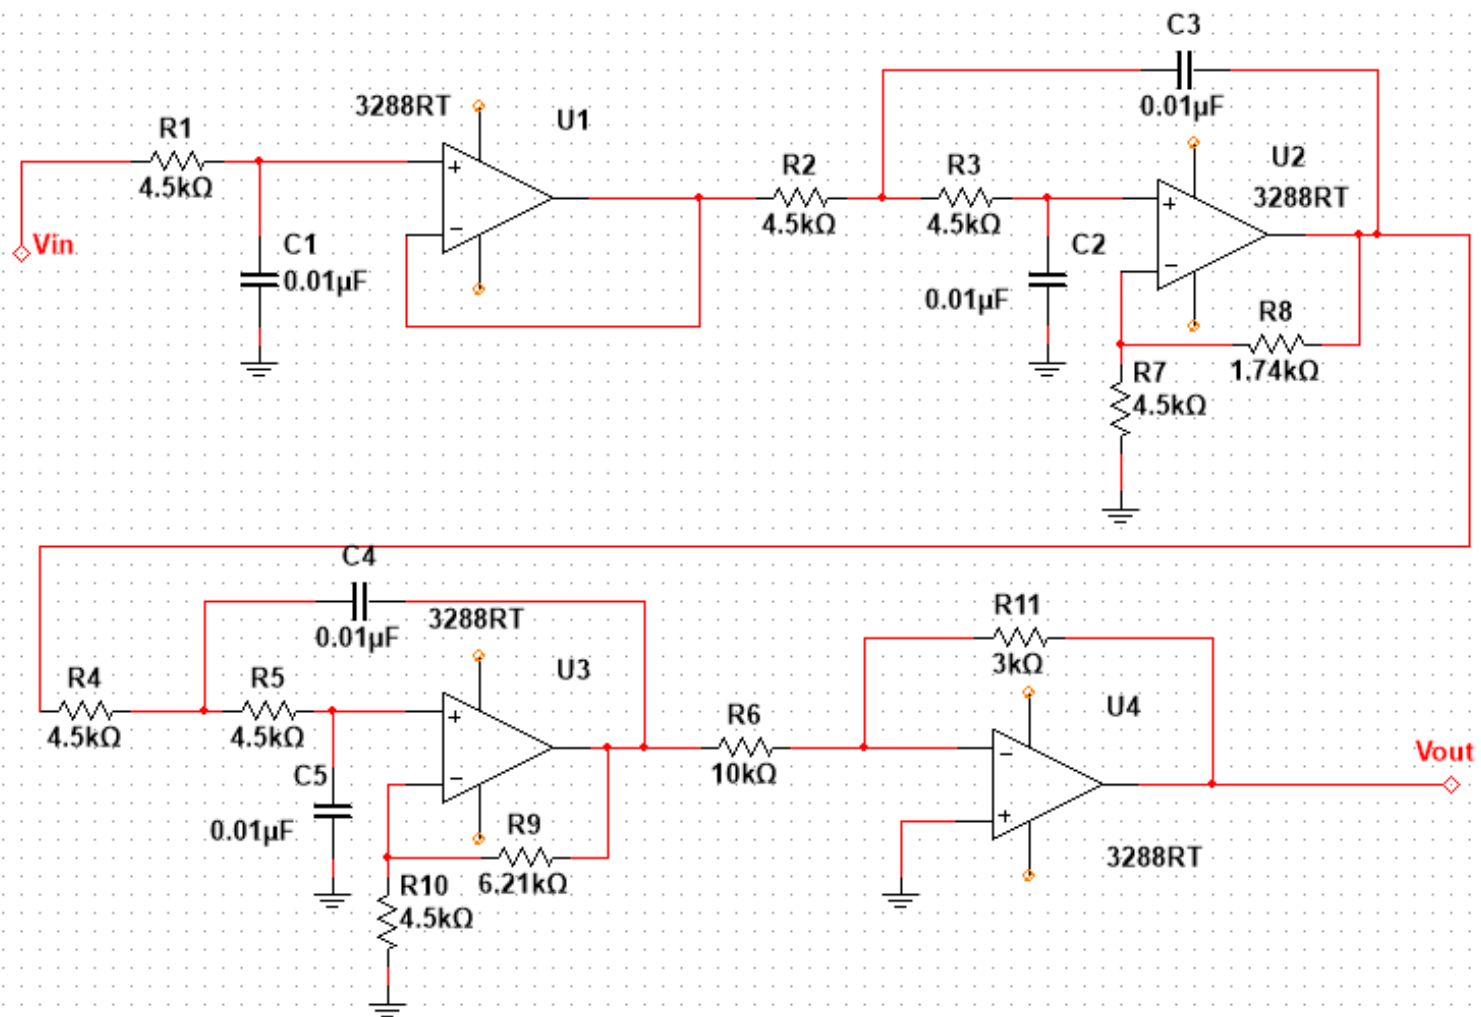 C3
0.01µF
3288RT
U1
R1
4.5kΩ
Vin
C1
0.01µF
R2
4.5kΩ
R3
4.5kΩ
U2
3288RT
C2
0.01µF
R8
1.74kΩ
R7
4.5kΩ
+
−
+
−
C4
0.01µF
3288RT
U3
R4
4.5kΩ
R5
4.5kΩ
C5
0.01µF
+
−
R9
6.21kΩ
R10
4.5kΩ
R6
10kΩ
R11
3kΩ
U4
−
+
3288RT
Vout